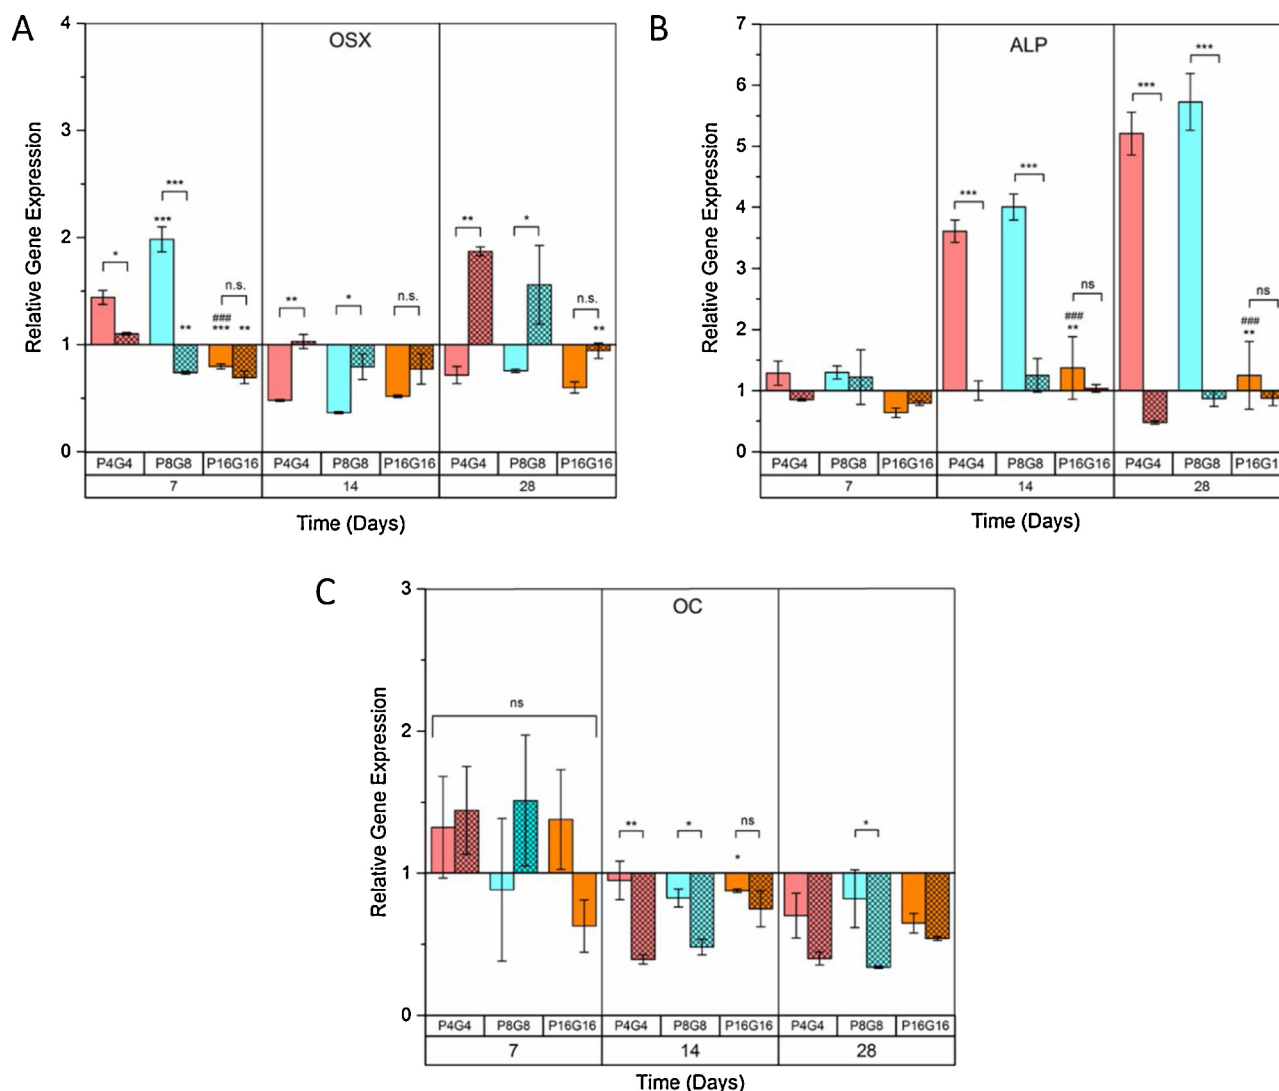 A
OSX
Relative Gene Expression
4
3
2
1
0
*
***
***
**
n.s.
###
*** **
**
*
n.s.
**
*
n.s.
**
P4G4 P8G8 P16G16 P4G4 P8G8 P16G16 P4G4 P8G8 P16G16
7 14 28
Time (Days)
B
ALP
Relative Gene Expression
7
6
5
4
3
2
1
0
***
***
ns
###
**
***
***
ns
###
**
P4G4 P8G8 P16G16 P4G4 P8G8 P16G16 P4G4 P8G8 P16G1
7 14 28
Time (Days)
C
OC
Relative Gene Expression
3
2
1
0
ns
**
*
ns
*
*
P4G4 P8G8 P16G16 P4G4 P8G8 P16G16 P4G4 P8G8 P16G16
7 14 28
Time (Days)